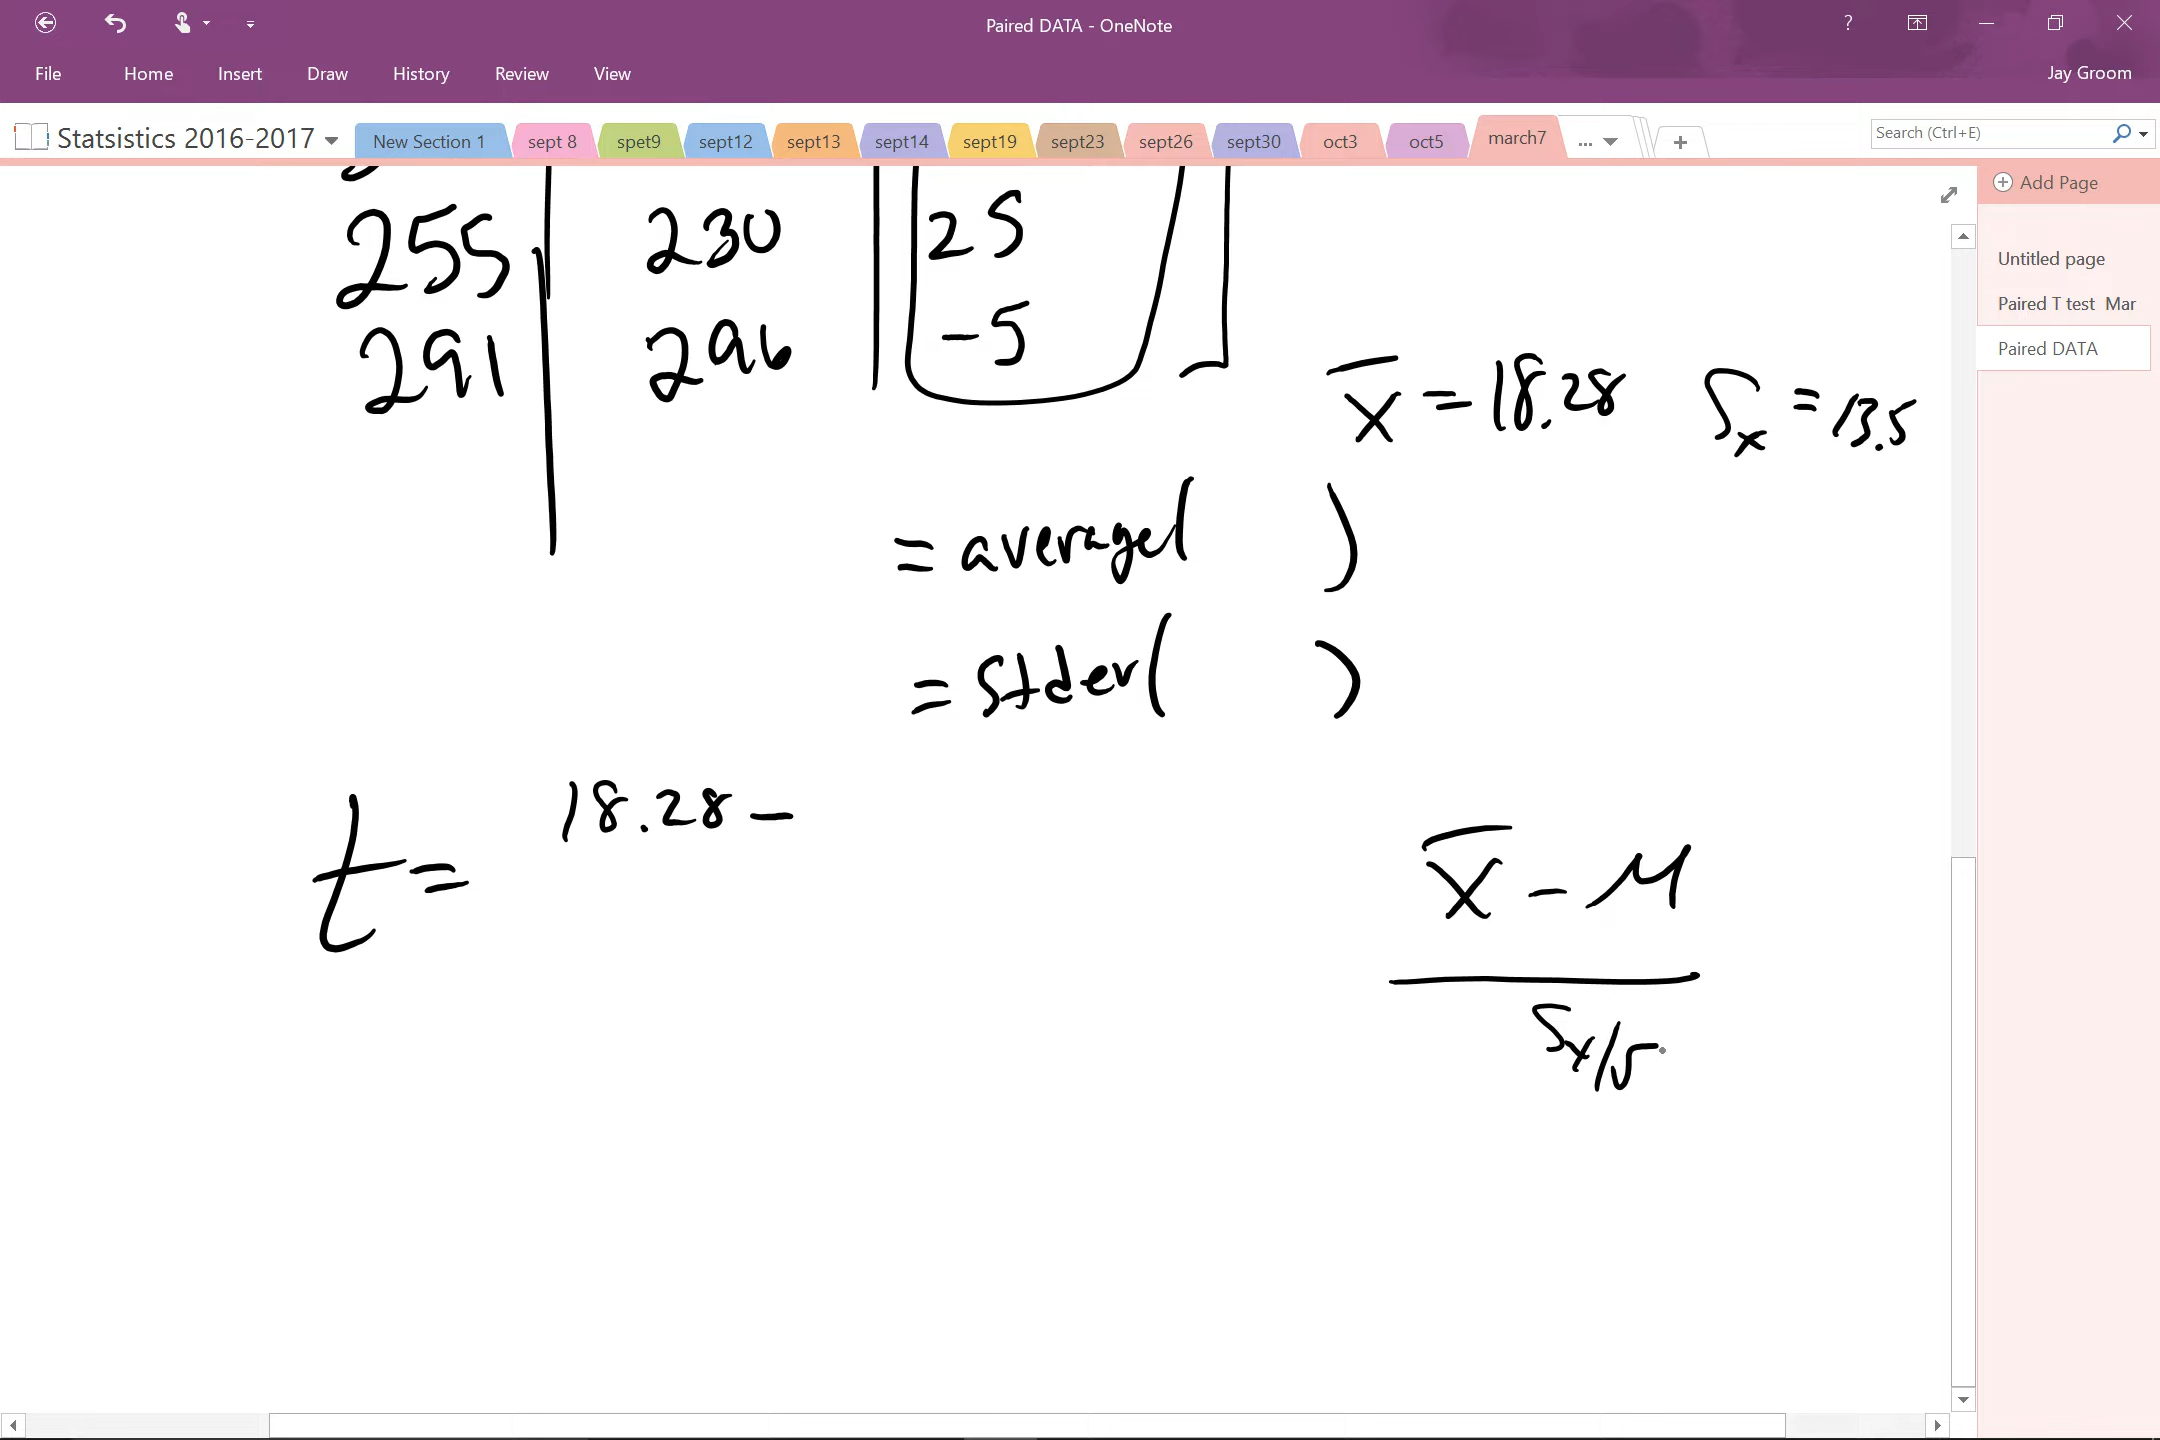 Paired DATA - OneNote
?
File Home Insert Draw History Review View
Jay Groom
Statsistics 2016-2017
New Section 1 sept 8 spet9 sept12 sept13 sept14 sept19 sept23 sept26 sept30 oct3 oct5 march7 ... +
Search (Ctrl+E)
Add Page
Untitled page
Paired T test Mar
Paired DATA
255 230 25
291 296 -5
x̄ = 18.28 Sx = 13.5
= average( )
= stdev( )
t = 18.28 -
x̄ - μ
Sx/√